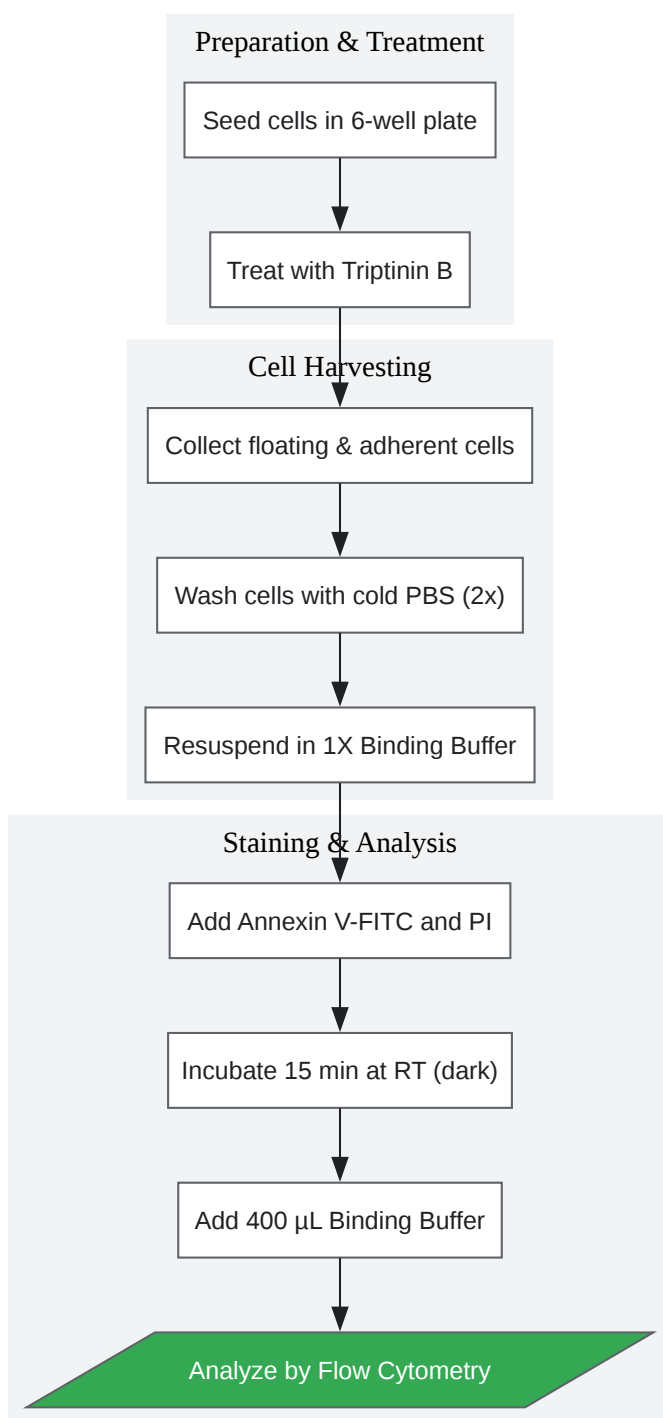 Preparation & Treatment
Seed cells in 6-well plate
Treat with Triptinin B
Cell Harvesting
Collect floating & adherent cells
Wash cells with cold PBS (2x)
Resuspend in 1X Binding Buffer
Staining & Analysis
Add Annexin V-FITC and PI
Incubate 15 min at RT (dark)
Add 400 µL Binding Buffer
Analyze by Flow Cytometry